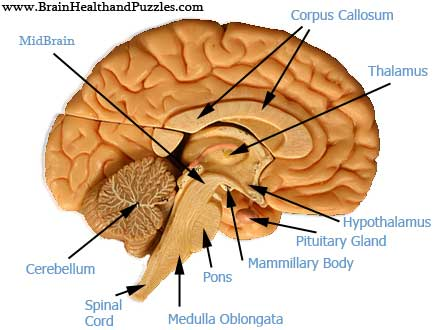 www.BrainHealthandPuzzles.com
Corpus Callosum
MidBrain
Thalamus
Hypothalamus
Pituitary Gland
Mammillary Body
Cerebellum
Pons
Spinal
Cord
Medulla Oblongata